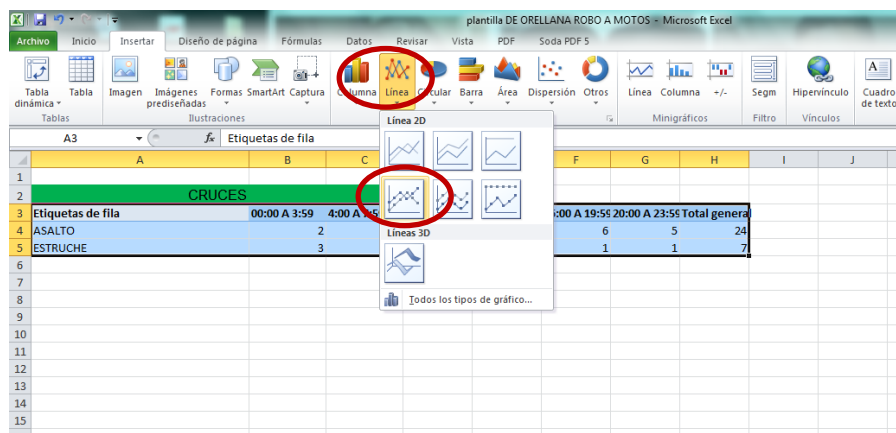 plantilla DE ORELLANA ROBO A MOTOS - Microsoft Excel
Archivo Inicio Insertar Diseño de página Fórmulas Datos Revisar Vista PDF Soda PDF 5
Tabla dinámica Tabla Imagen Imágenes prediseñadas Formas SmartArt Captura Columna Línea Circular Barra Área Dispersión Otros Línea Columna +/- Segm Hipervínculo Cuadro de texto
Tablas Ilustraciones Minigráficos Filtro Vínculos
A3 fx Etiquetas de fila
Línea 2D
A B C F G H I J
1
2 CRUCES
3 Etiquetas de fila 00:00 A 3:59 4:00 A :00 A 19:59 20:00 A 23:59 Total general
4 ASALTO 2 6 5 24
5 ESTRUCHE 3 1 1 7
Líneas 3D
6
7
8
Todos los tipos de gráfico...
9
10
11
12
13
14
15